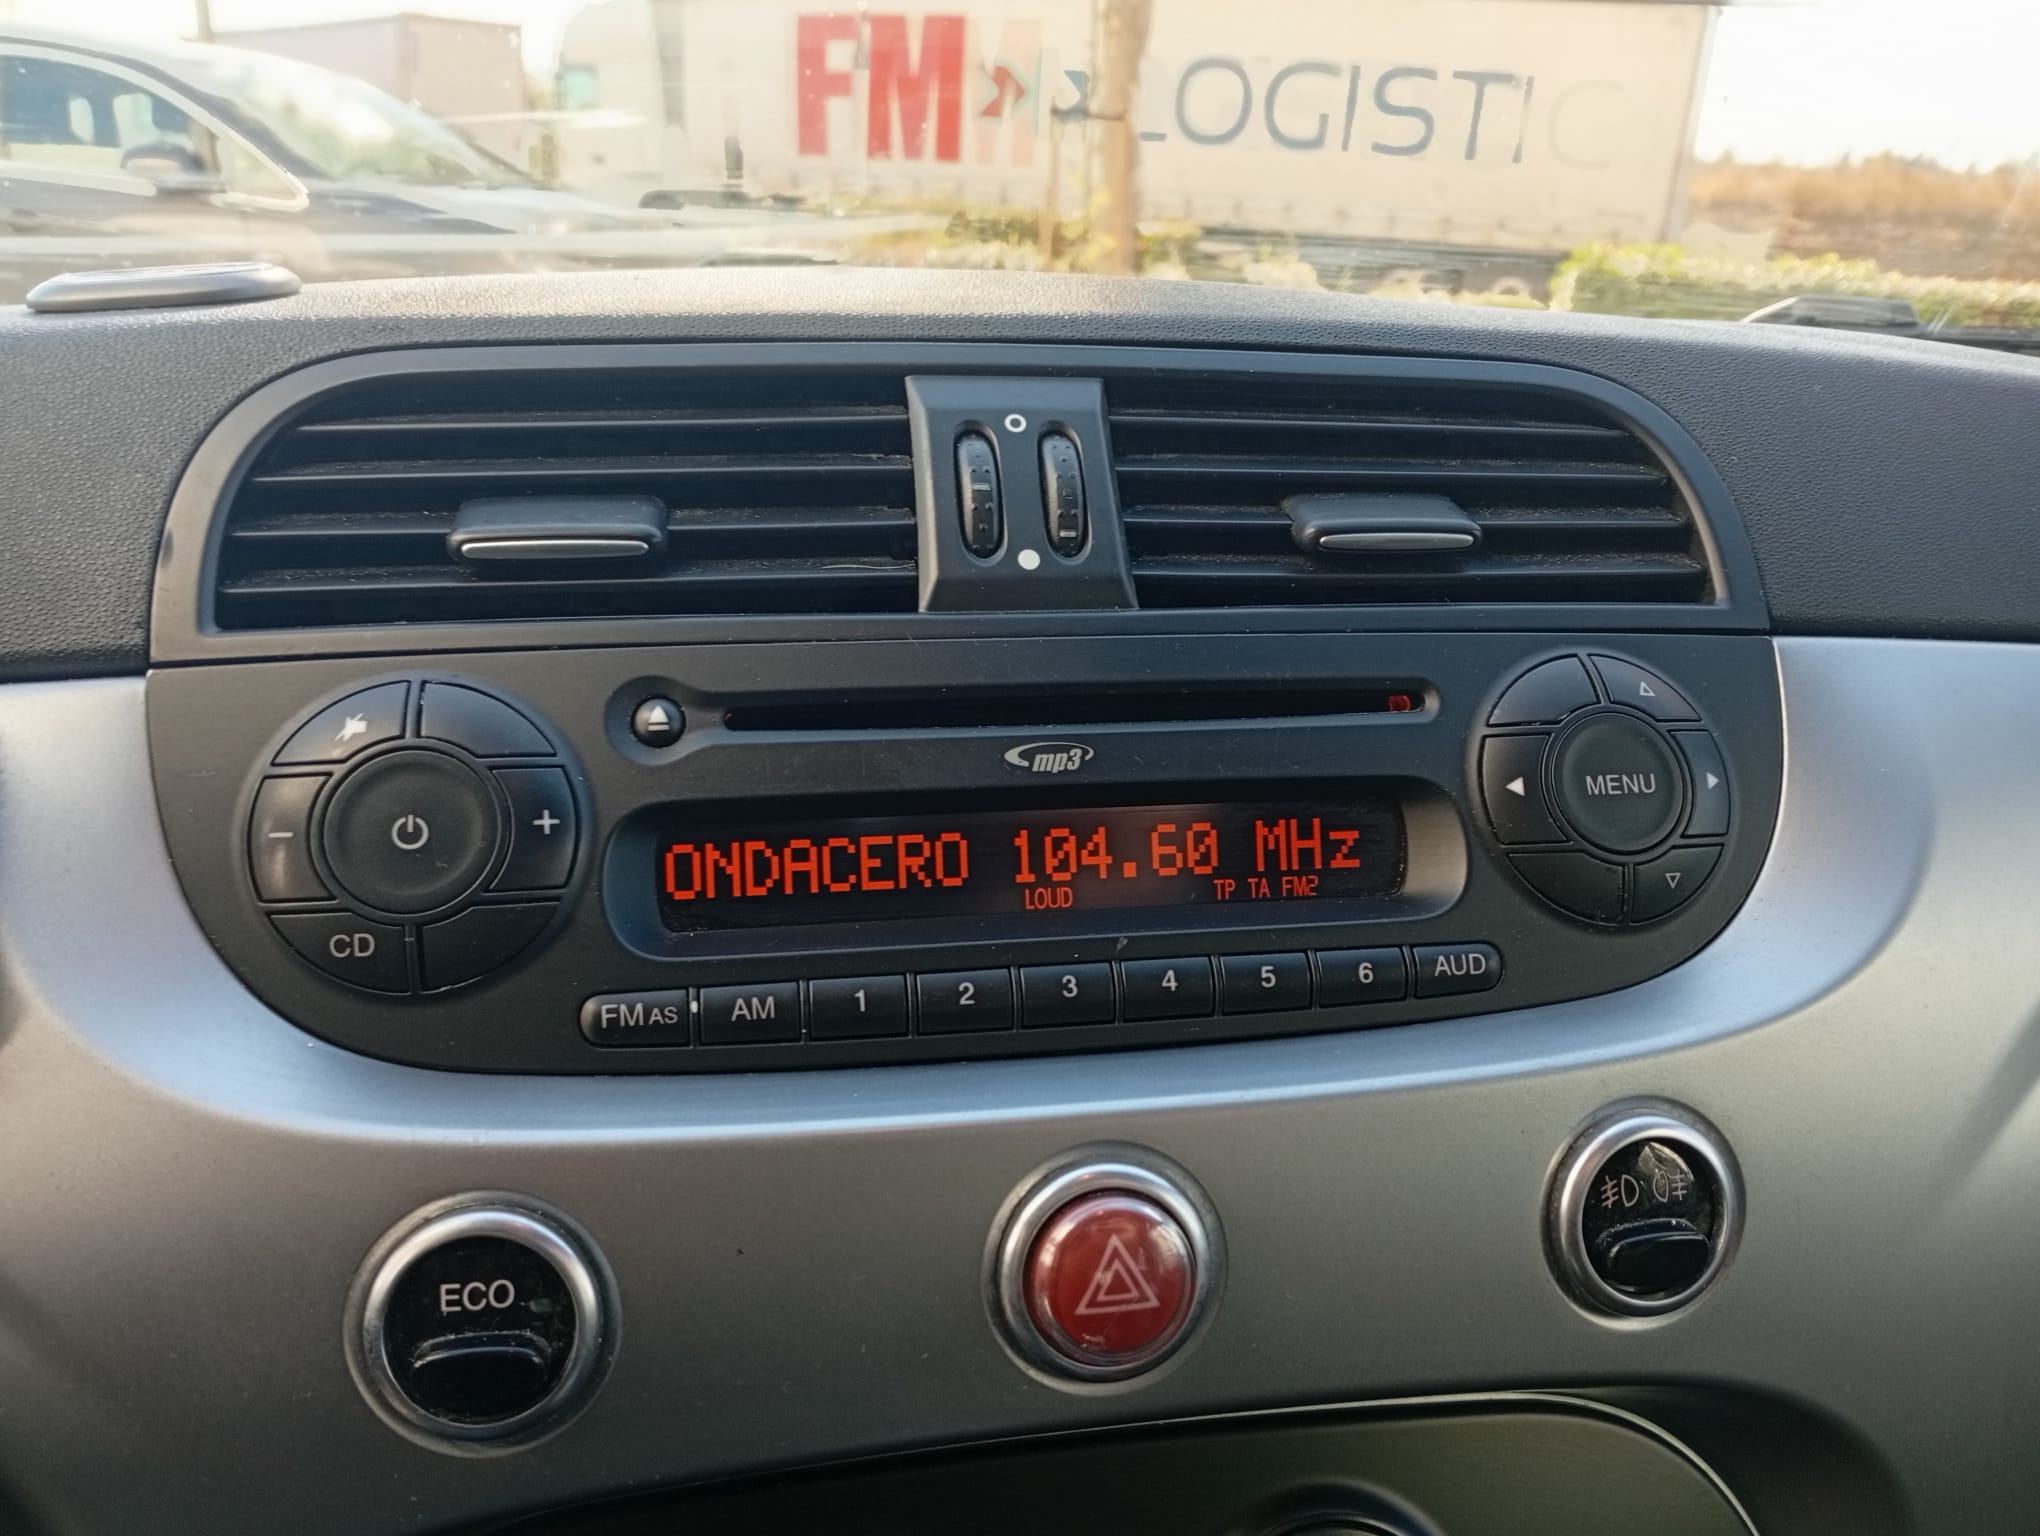 FM LOGISTIC
mp3
MENU
ONDACERO 104.60 MHz
LOUD TP TA FM2
CD
FM AS AM 1 2 3 4 5 6 AUD
ECO